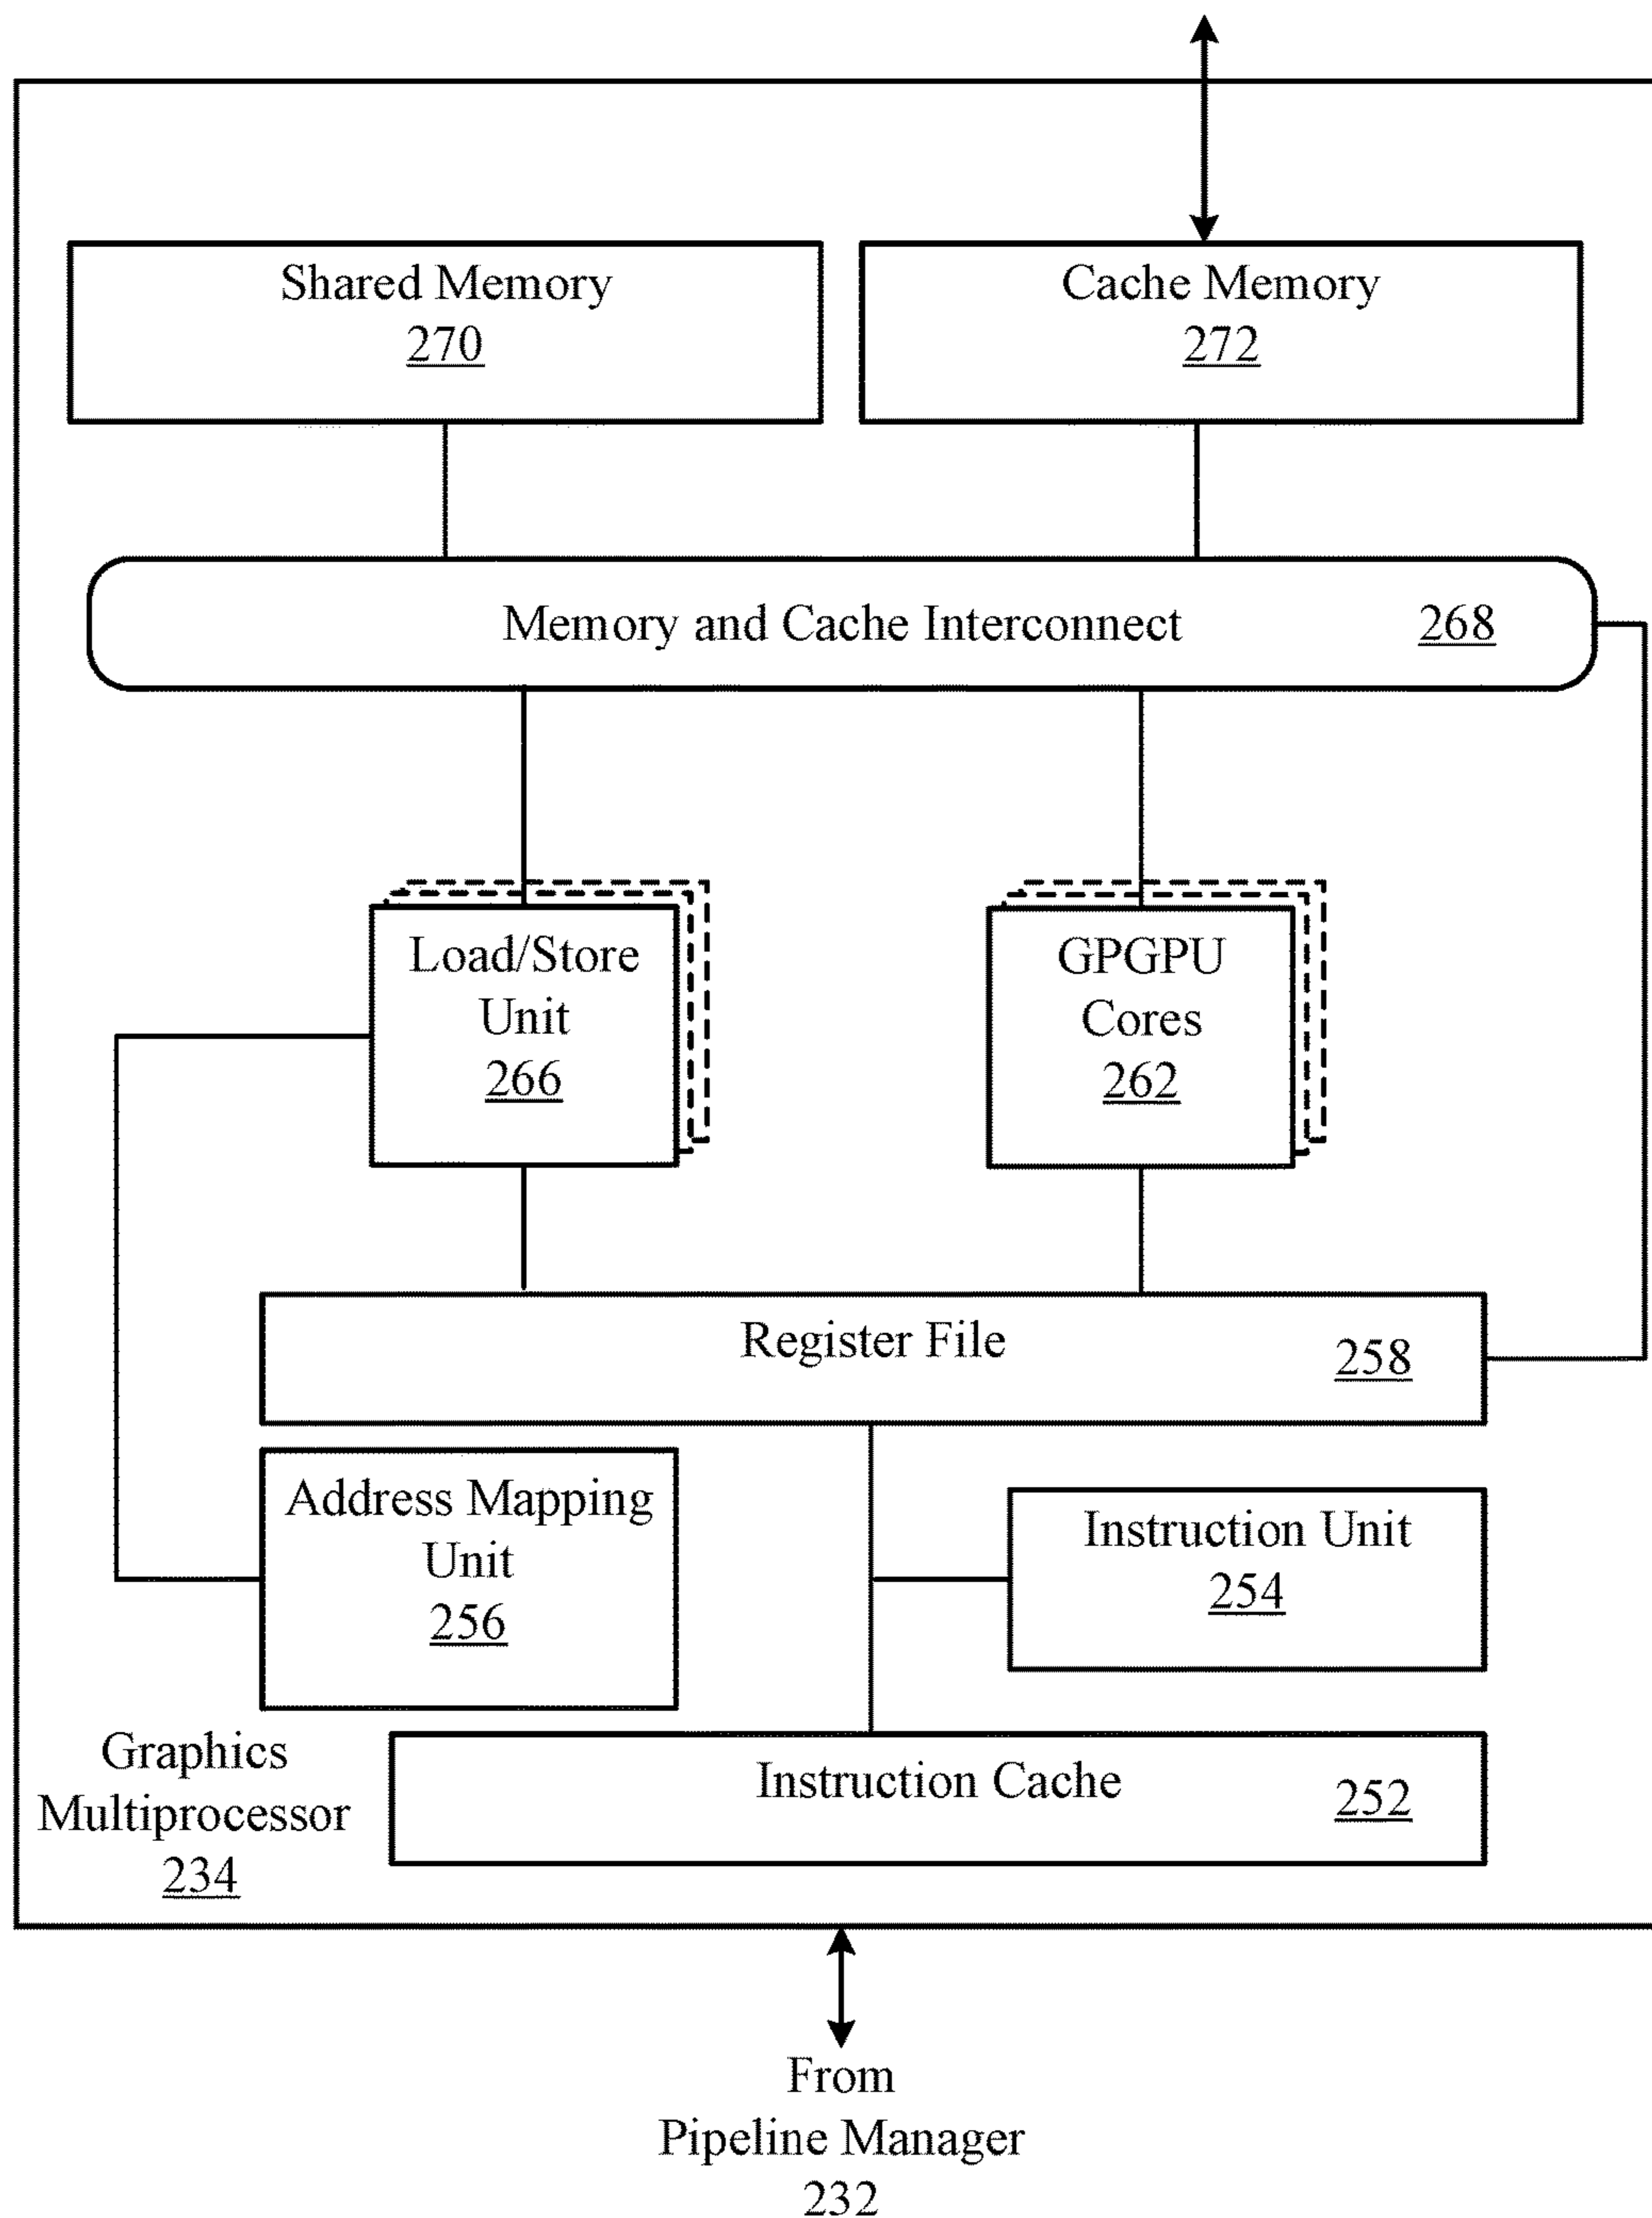 Shared Memory
270
Cache Memory
272
Memory and Cache Interconnect 268
Load/Store
Unit
266
GPGPU
Cores
262
Register File 258
Address Mapping
Unit
256
Instruction Unit
254
Graphics
Multiprocessor
234
Instruction Cache 252
From
Pipeline Manager
232